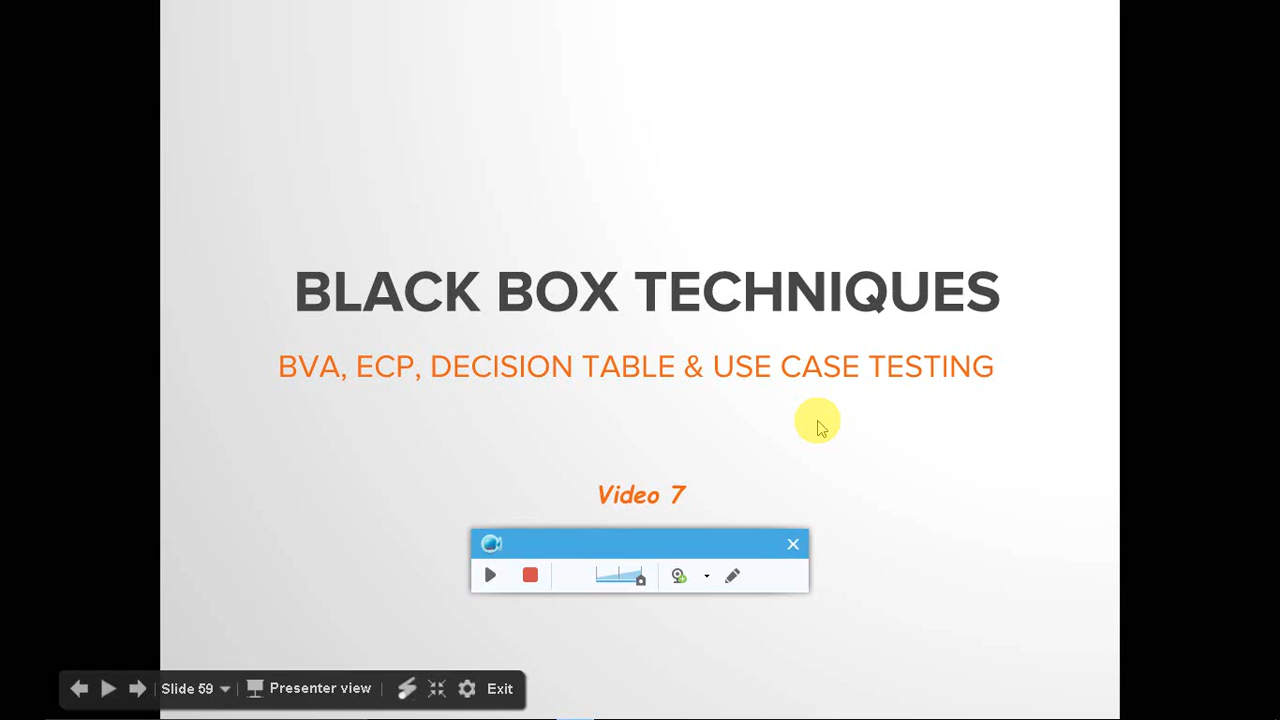 BLACK BOX TECHNIQUES
BVA, ECP, DECISION TABLE & USE CASE TESTING
Video 7
Slide 59
Presenter view
Exit